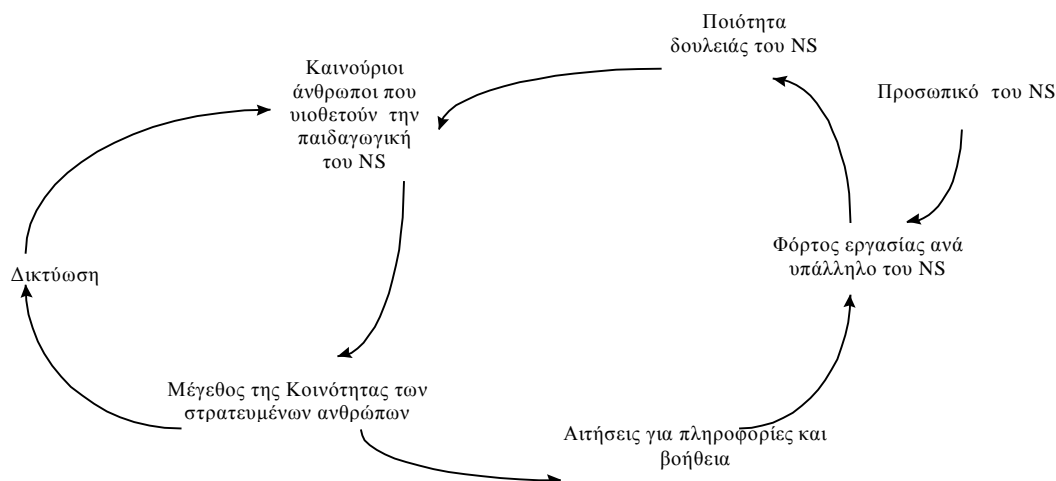 Ποιότητα
δουλειάς του NS
Καινούριοι
άνθρωποι που
υιοθετούν την
παιδαγωγική
του NS
Προσωπικό του NS
Φόρτος εργασίας ανά
υπάλληλο του NS
Δικτύωση
Μέγεθος της Κοινότητας των
στρατευμένων ανθρώπων
Αιτήσεις για πληροφορίες και
βοήθεια